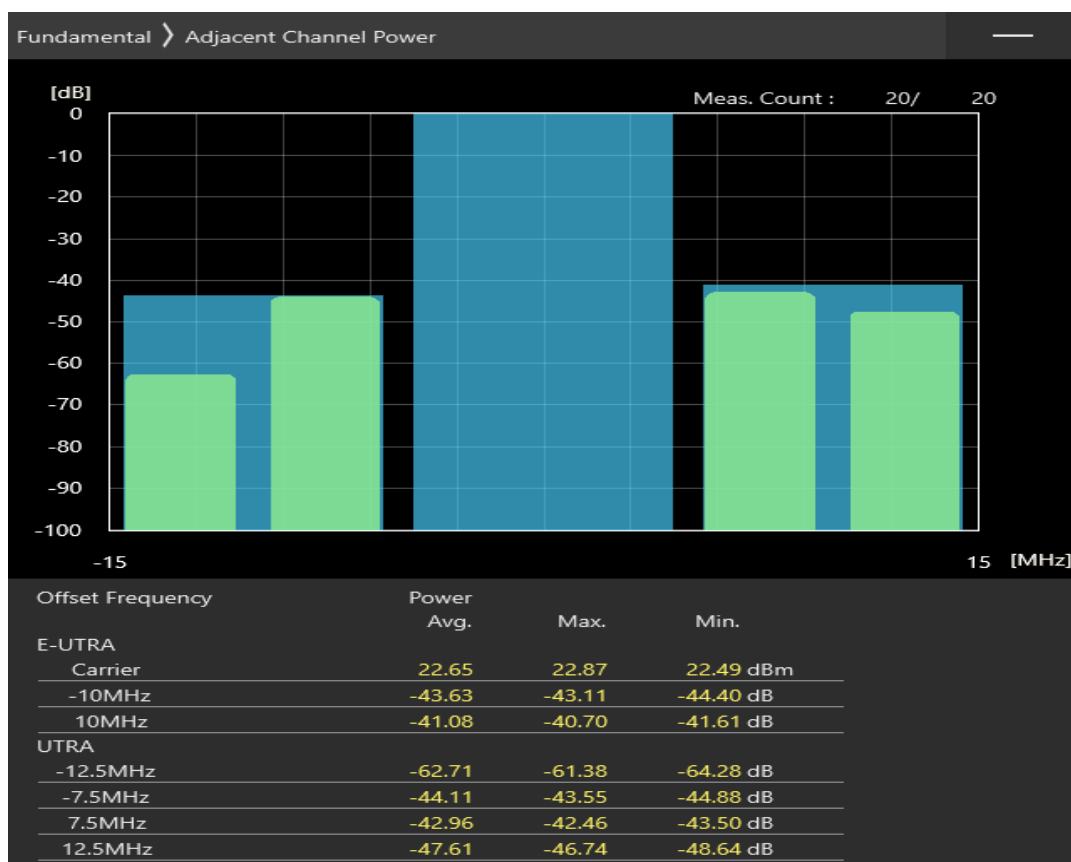 Fundamental 〉 Adjacent Channel Power
[dB]
Meas. Count : 20/ 20
0
-10
-20
-30
-40
-50
-60
-70
-80
-90
-100
-15 15 [MHz]
Offset Frequency Power
Avg. Max. Min.
E-UTRA
Carrier 22.65 22.87 22.49 dBm
-10MHz -43.63 -43.11 -44.40 dB
10MHz -41.08 -40.70 -41.61 dB
UTRA
-12.5MHz -62.71 -61.38 -64.28 dB
-7.5MHz -44.11 -43.55 -44.88 dB
7.5MHz -42.96 -42.46 -43.50 dB
12.5MHz -47.61 -46.74 -48.64 dB